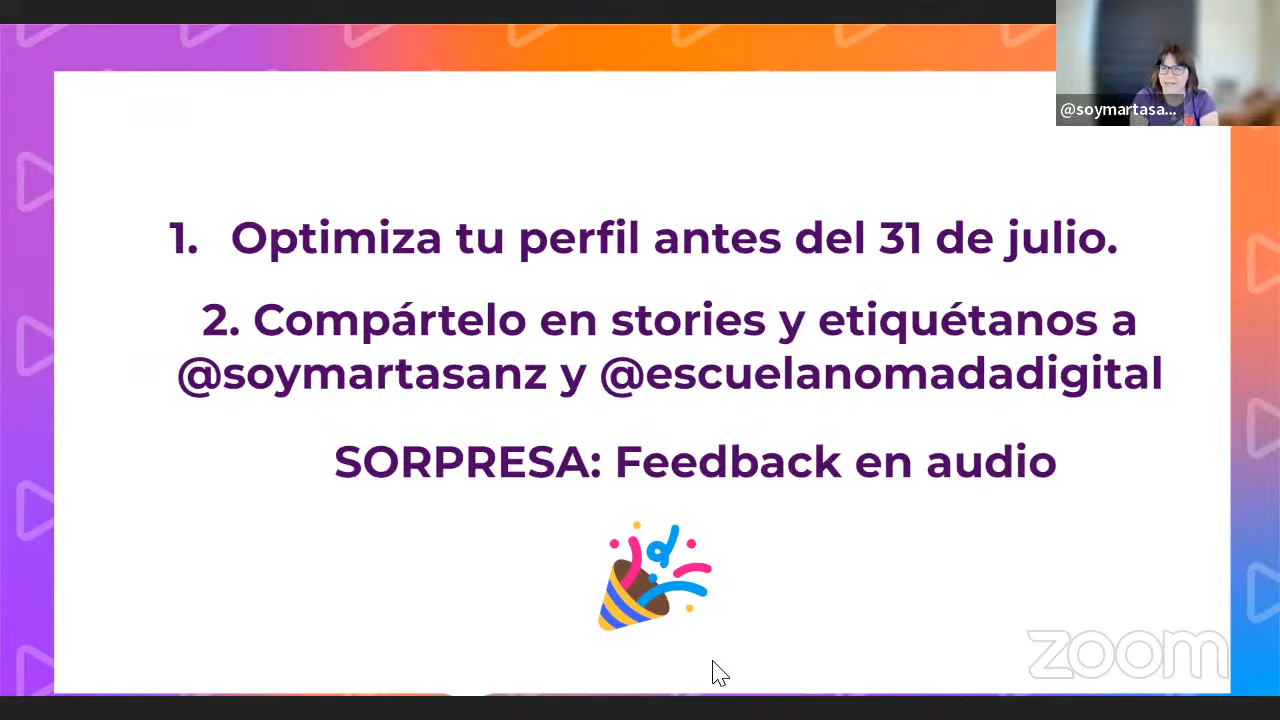 @soymartasa...
1. Optimiza tu perfil antes del 31 de julio.
2. Compártelo en stories y etiquétanos a
@soymartasanz y @escuelanomadadigital
SORPRESA: Feedback en audio
zoom